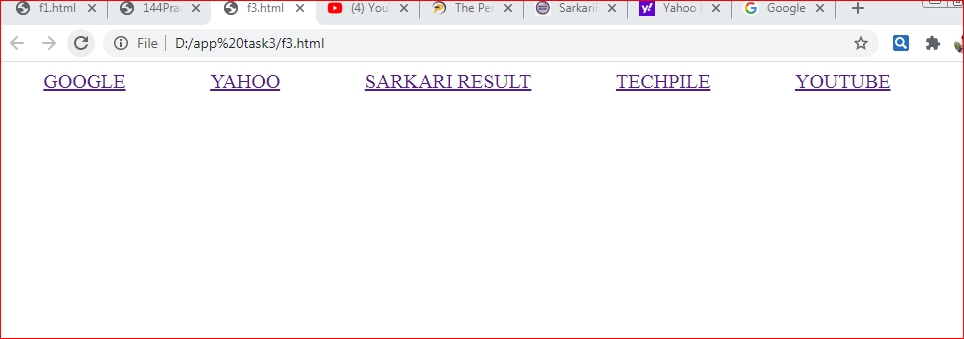 f1.html 144Prac f3.html (4) You The Per Sarkari Yahoo Google
File D:/app%20task3/f3.html
GOOGLE YAHOO SARKARI RESULT TECHPILE YOUTUBE